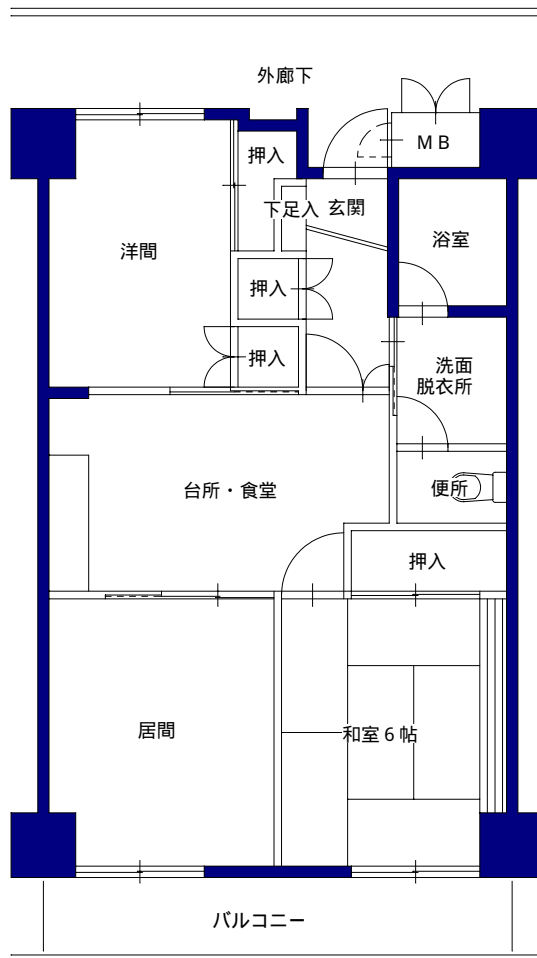 外廊下
ＭＢ
押入
下足入
玄関
浴室
洋間
押入
押入
洗面
脱衣所
台所・食堂
便所
押入
居間
和室６帖
バルコニー